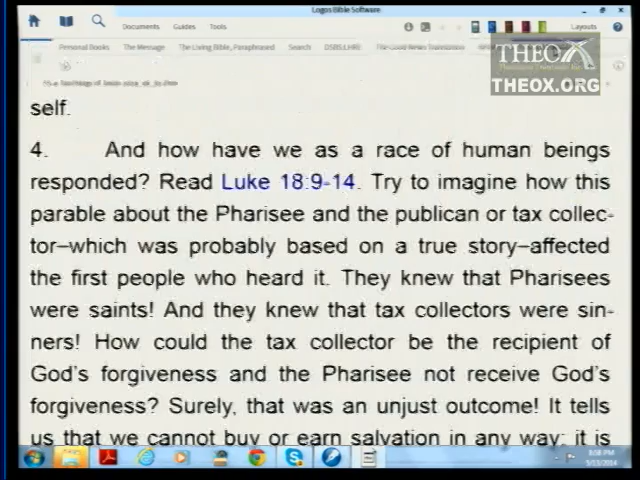 Logos Bible Software
Documents Guides Tools Layouts
Personal Books The Message The Living Bible, Paraphrased Search The Good News Translation
THEOX
THEOX.ORG
self.
4. And how have we as a race of human beings
responded? Read Luke 18:9-14. Try to imagine how this
parable about the Pharisee and the publican or tax collec-
tor–which was probably based on a true story–affected
the first people who heard it. They knew that Pharisees
were saints! And they knew that tax collectors were sin-
ners! How could the tax collector be the recipient of
God's forgiveness and the Pharisee not receive God's
forgiveness? Surely, that was an unjust outcome! It tells
us that we cannot buy or earn salvation in any way; it is